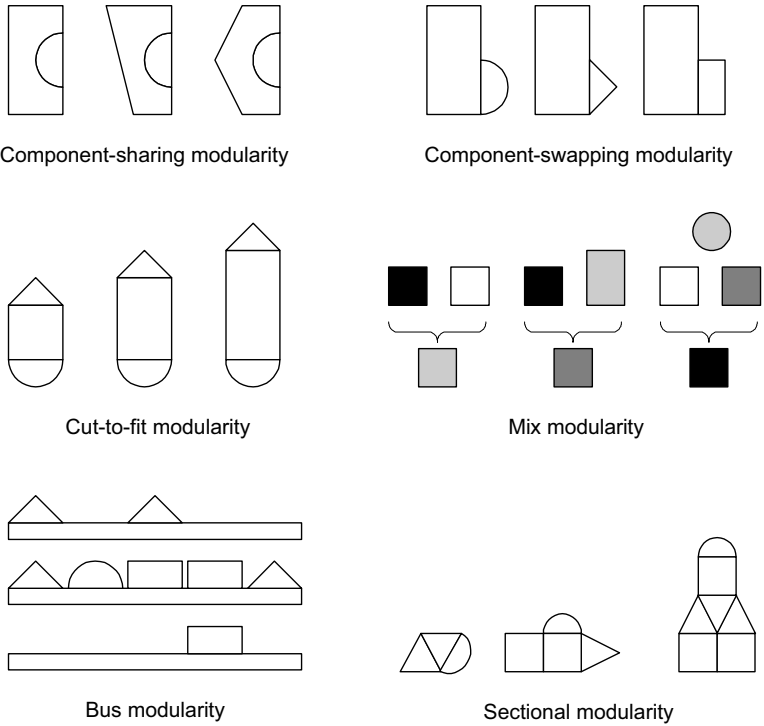 Component-sharing modularity
Component-swapping modularity
Cut-to-fit modularity
Mix modularity
Bus modularity
Sectional modularity